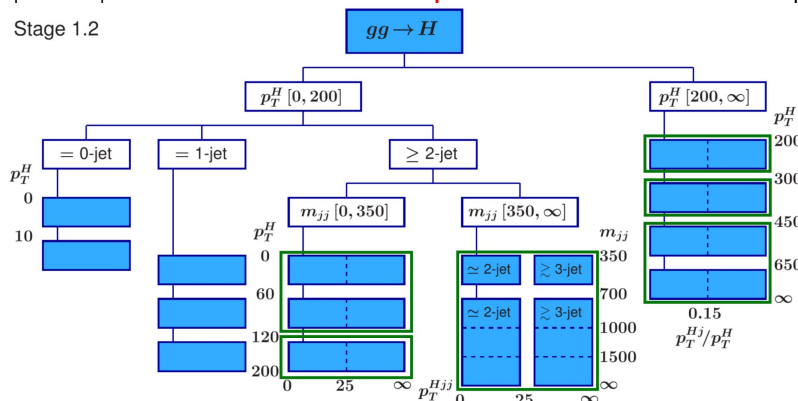 Stage 1.2
gg → H
p_T^H [0, 200]
p_T^H [200, ∞]
p_T^H
= 0-jet
= 1-jet
≥ 2-jet
200
p_T^H
300
0
m_jj [0, 350]
m_jj [350, ∞]
450
10
p_T^H
m_jj
0
350
≃ 2-jet
≳ 3-jet
650
60
700
∞
≃ 2-jet
≳ 3-jet
0.15
120
1000
p_T^Hj/p_T^H
1500
200
∞
0
25
∞
p_T^Hjj
0
25
∞